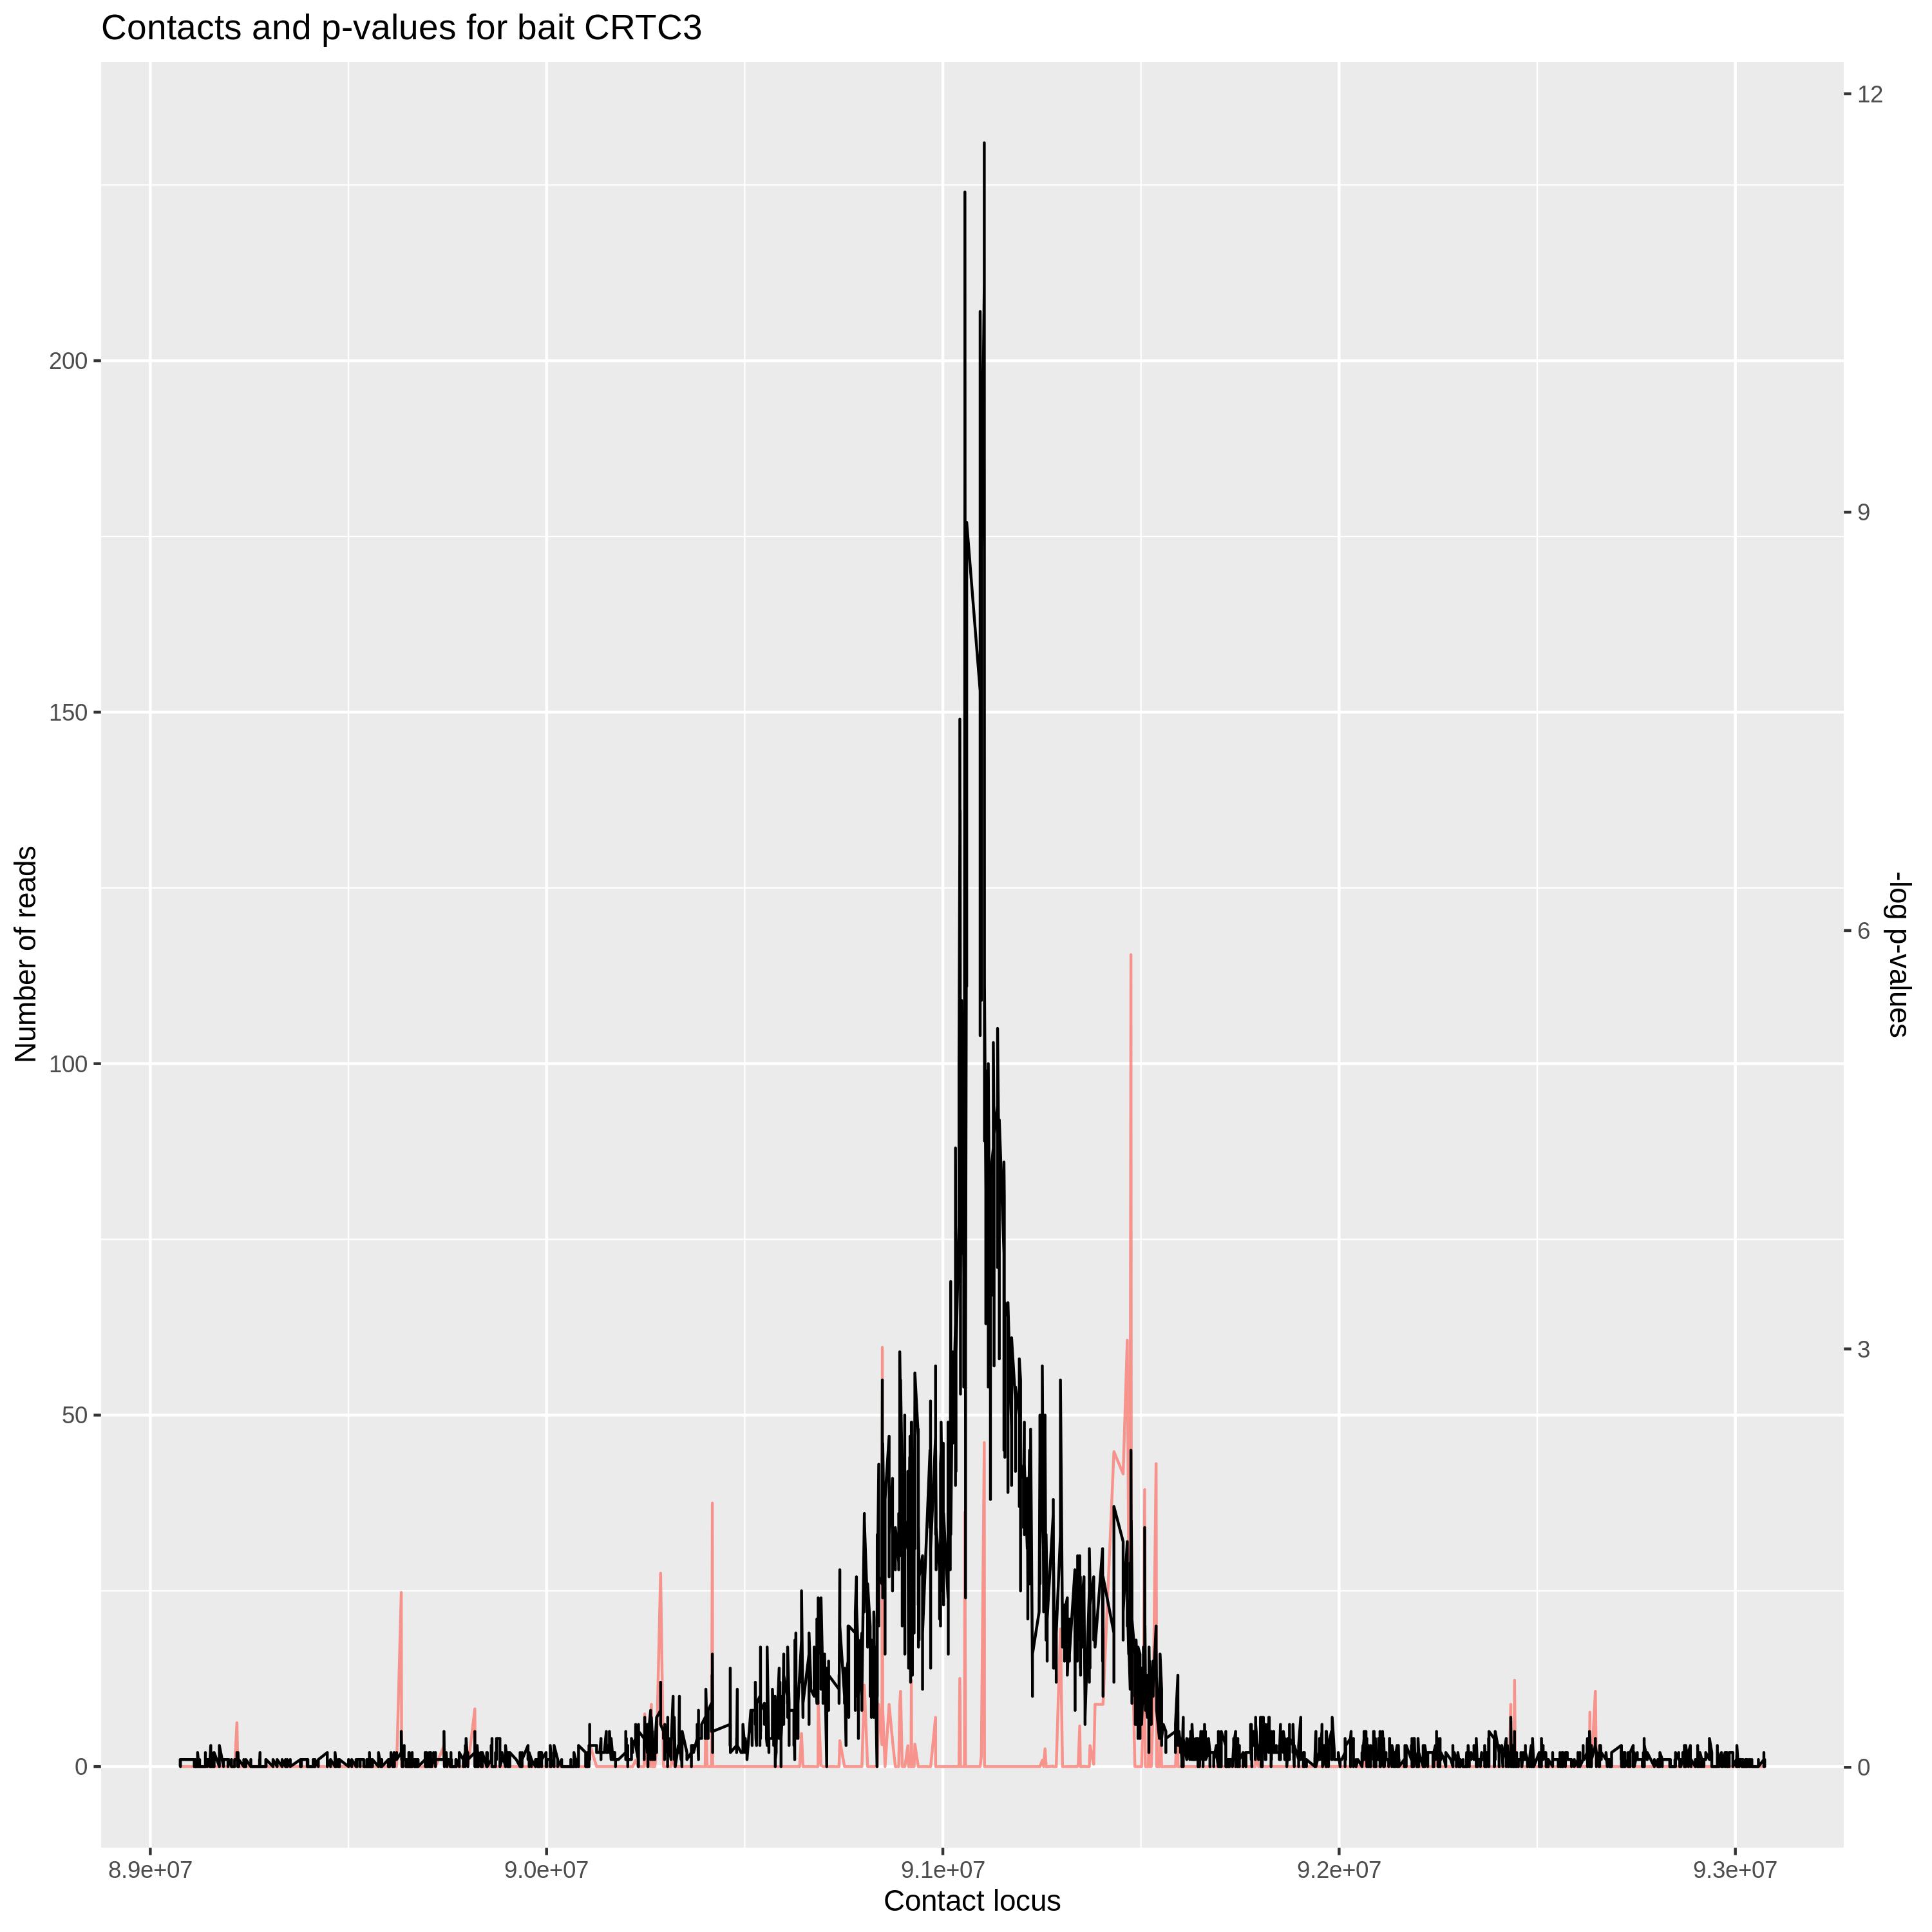 Contacts and p-values for bait CRTC3
12
9
6
3
0
200
150
100
50
0
Number of reads
-log p-values
8.9e+07 9.0e+07 9.1e+07 9.2e+07 9.3e+07
Contact locus